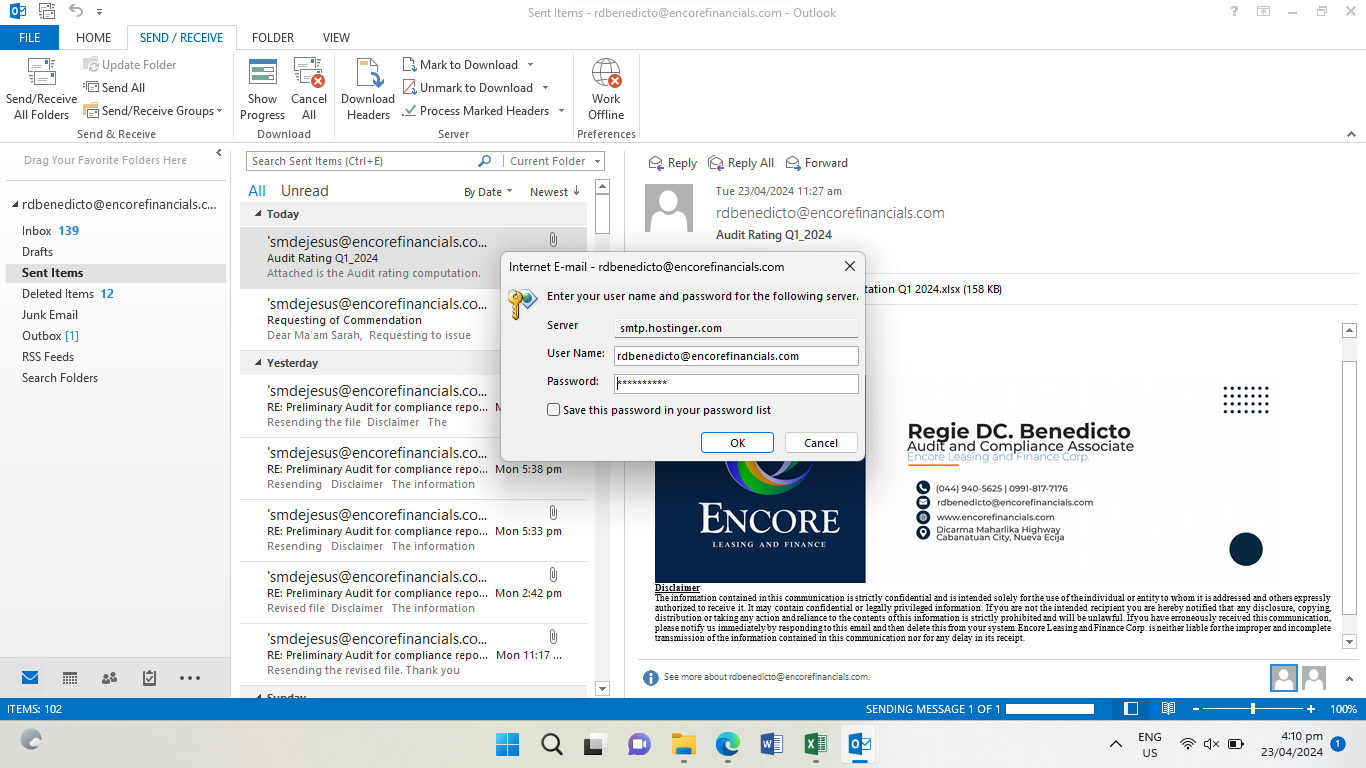 Sent Items - rdbenedicto@encorefinancials.com - Outlook
FILE HOME SEND / RECEIVE FOLDER VIEW
Send/Receive All Folders
Update Folder
Send All
Send/Receive Groups
Send & Receive
Show Progress
Cancel All
Download
Download Headers
Mark to Download
Unmark to Download
Process Marked Headers
Server
Work Offline
Preferences
Drag Your Favorite Folders Here
rdbenedicto@encorefinancials.c...
Inbox 139
Drafts
Sent Items
Deleted Items 12
Junk Email
Outbox [1]
RSS Feeds
Search Folders
Search Sent Items (Ctrl+E) Current Folder
All Unread By Date Newest
Today
'smdejesus@encorefinancials.co...
Audit Rating Q1_2024
Attached is the Audit rating computation.
'smdejesus@encorefinancials.co...
Requesting of Commendation
Dear Ma'am Sarah, Requesting to issue
Yesterday
'smdejesus@encorefinancials.co...
RE: Preliminary Audit for compliance repo... M
Resending the file Disclaimer The
'smdejesus@encorefinancials.co...
RE: Preliminary Audit for compliance repo... Mon 5:38 pm
Resending Disclaimer The information
'smdejesus@encorefinancials.co...
RE: Preliminary Audit for compliance repo... Mon 5:33 pm
Resending Disclaimer The information
'smdejesus@encorefinancials.co...
RE: Preliminary Audit for compliance repo... Mon 2:42 pm
Revised file Disclaimer The information
'smdejesus@encorefinancials.co...
RE: Preliminary Audit for compliance repo... Mon 11:17 ...
Resending the revised file. Thank you
Sunday
Reply Reply All Forward
Tue 23/04/2024 11:27 am
rdbenedicto@encorefinancials.com
Audit Rating Q1_2024
tation Q1 2024.xlsx (158 KB)
Internet E-mail - rdbenedicto@encorefinancials.com
Enter your user name and password for the following server.
Server smtp.hostinger.com
User Name: rdbenedicto@encorefinancials.com
Password: **********
Save this password in your password list
OK Cancel
ENCORE
LEASING AND FINANCE
Regie DC. Benedicto
Audit and Compliance Associate
Encore Leasing and Finance Corp.
(044) 940-5625 | 0991-817-7176
rdbenedicto@encorefinancials.com
www.encorefinancials.com
Dicarma Maharlika Highway
Cabanatuan City, Nueva Ecija
Disclaimer
The information contained in this communication is strictly confidential and is intended solely for the use of the individual or entity to whom it is addressed and others expressly
authorized to receive it. It may contain confidential or legally privileged information. If you are not the intended recipient you are hereby notified that any disclosure, copying,
distribution or taking any action and reliance to the contents of this information is strictly prohibited and will be unlawful. If you have erroneously received this communication,
please notify us immediately by responding to this email and then delete this from your system. Encore Leasing and Finance Corp. is neither liable for the improper and incomplete
transmission of the information contained in this communication nor for any delay in its receipt.
See more about rdbenedicto@encorefinancials.com.
ITEMS: 102 SENDING MESSAGE 1 OF 1 100%
ENG
US
4:10 pm
23/04/2024
1